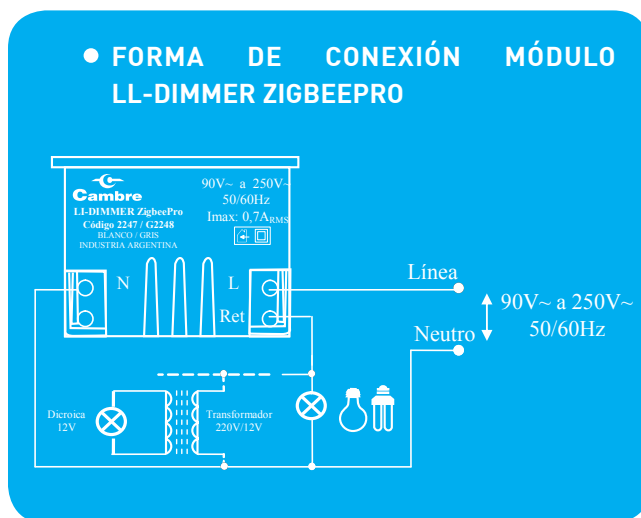 ● FORMA DE CONEXIÓN MÓDULO
LL-DIMMER ZIGBEEPRO
Cambre
LI-DIMMER ZigbeePro
Código 2247 / G2248
BLANCO / GRIS
INDUSTRIA ARGENTINA
90V~ a 250V~
50/60Hz
Imax: 0,7ARMS
N
L
Ret
Línea
Neutro
90V~ a 250V~
50/60Hz
Dicroica
12V
Transformador
220V/12V